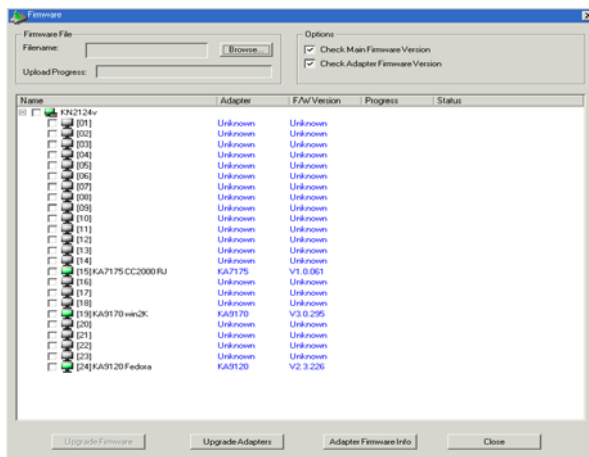 Firmware
Firmware File
Filename:
Browse...
Upload Progress:
Options
Check Main Firmware Version
Check Adapter Firmware Version
Name Adapter F/W Version Progress Status
KN2124v
[01] Unknown Unknown
[02] Unknown Unknown
[03] Unknown Unknown
[04] Unknown Unknown
[05] Unknown Unknown
[06] Unknown Unknown
[07] Unknown Unknown
[08] Unknown Unknown
[09] Unknown Unknown
[10] Unknown Unknown
[11] Unknown Unknown
[12] Unknown Unknown
[13] Unknown Unknown
[14] Unknown Unknown
[15] KA7175 CC2000 RJ KA7175 V1.0.061
[16] Unknown Unknown
[17] Unknown Unknown
[18] Unknown Unknown
[19] KA9170 win2K KA9170 V3.0.295
[20] Unknown Unknown
[21] Unknown Unknown
[22] Unknown Unknown
[23] Unknown Unknown
[24] KA9120 Fedora KA9120 V2.3.226
Upgrade Firmware Upgrade Adapters Adapter Firmware Info Close